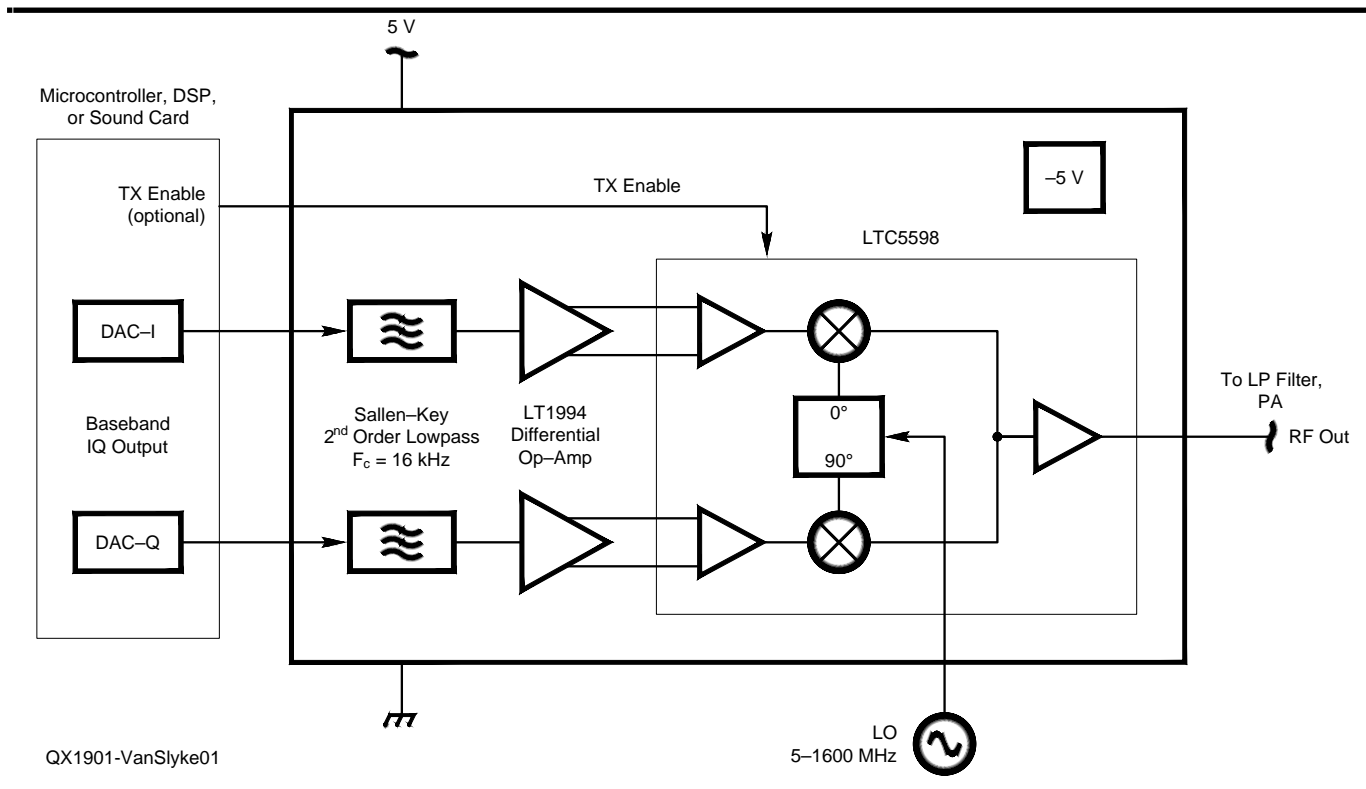 5 V
Microcontroller, DSP,
or Sound Card
–5 V
TX Enable
(optional)
TX Enable
LTC5598
DAC–I
Baseband
IQ Output
Sallen–Key
2nd Order Lowpass
Fc = 16 kHz
LT1994
Differential
Op–Amp
0°
90°
To LP Filter,
PA
RF Out
DAC–Q
LO
5–1600 MHz
QX1901-VanSlyke01